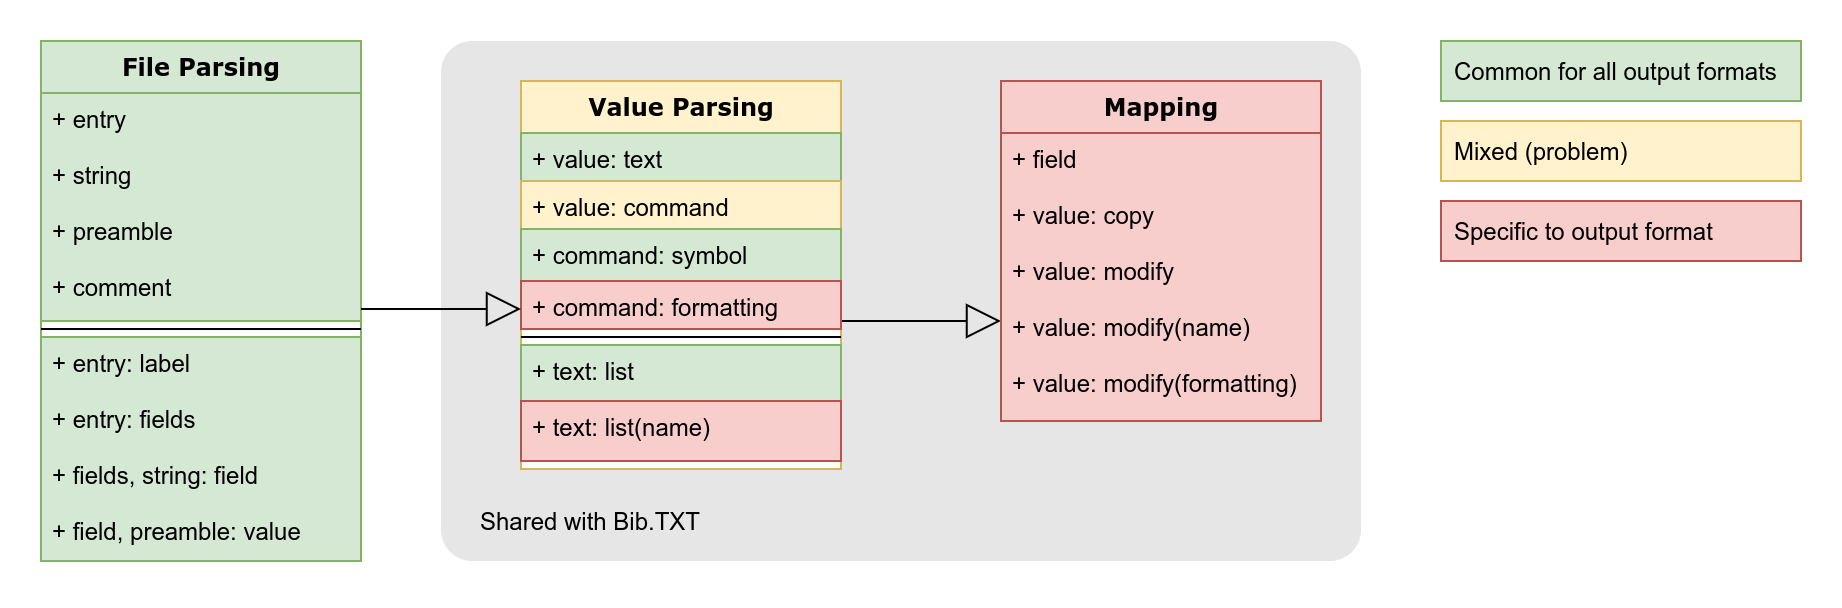 File Parsing
+ entry
+ string
+ preamble
+ comment
+ entry: label
+ entry: fields
+ fields, string: field
+ field, preamble: value
Value Parsing
+ value: text
+ value: command
+ command: symbol
+ command: formatting
+ text: list
+ text: list(name)
Shared with Bib.TXT
Mapping
+ field
+ value: copy
+ value: modify
+ value: modify(name)
+ value: modify(formatting)
Common for all output formats
Mixed (problem)
Specific to output format